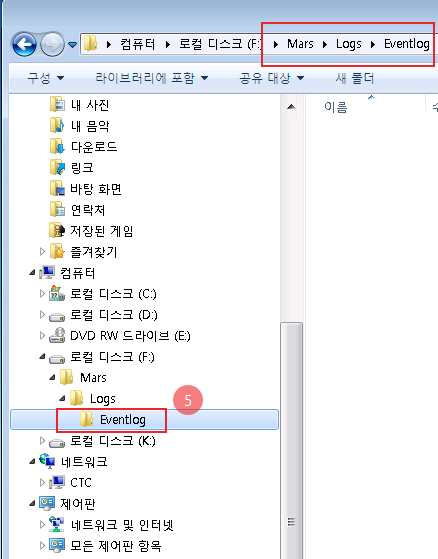 컴퓨터 로컬 디스크 (F:) Mars Logs Eventlog
구성 라이브러리에 포함 공유 대상 새 폴더
이름
내 사진
내 음악
다운로드
링크
바탕 화면
연락처
저장된 게임
즐겨찾기
컴퓨터
로컬 디스크 (C:)
로컬 디스크 (D:)
DVD RW 드라이브 (E:)
로컬 디스크 (F:)
Mars
Logs
5
Eventlog
로컬 디스크 (K:)
네트워크
CTC
제어판
네트워크 및 인터넷
모든 제어판 항목